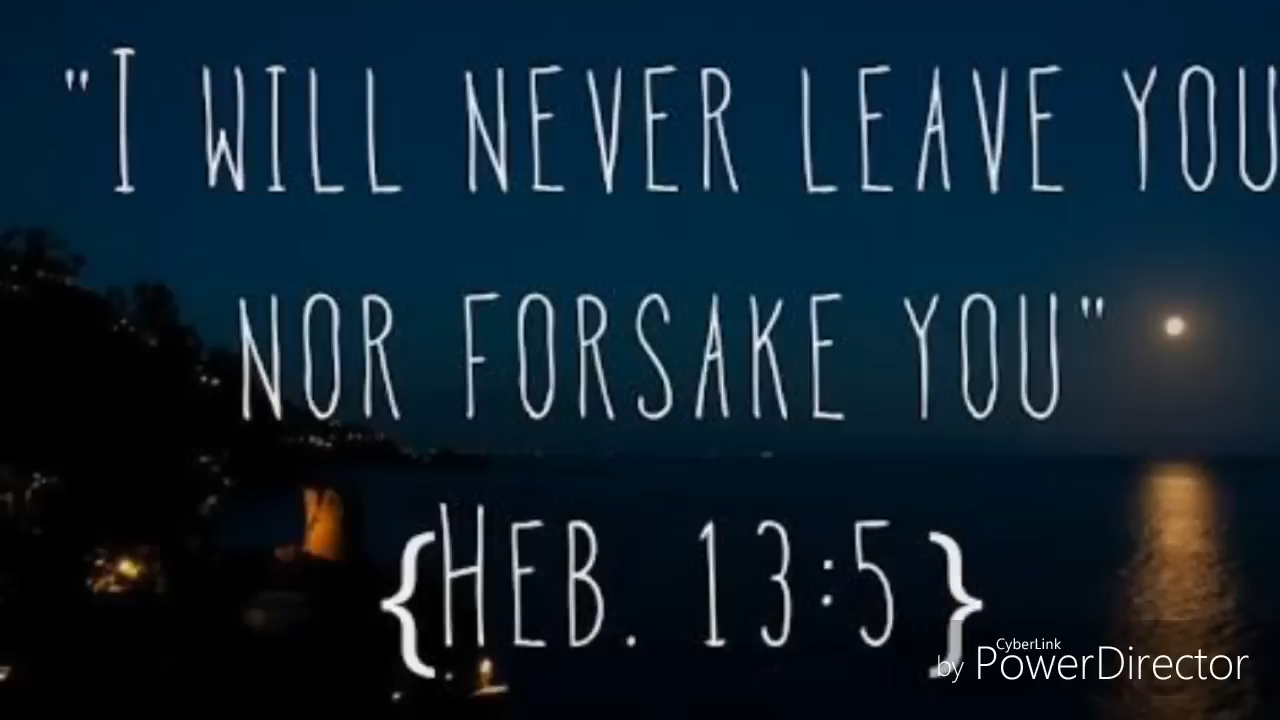 "I WILL NEVER LEAVE YOU
NOR FORSAKE YOU"
{HEB. 13:5}
CyberLink
by PowerDirector